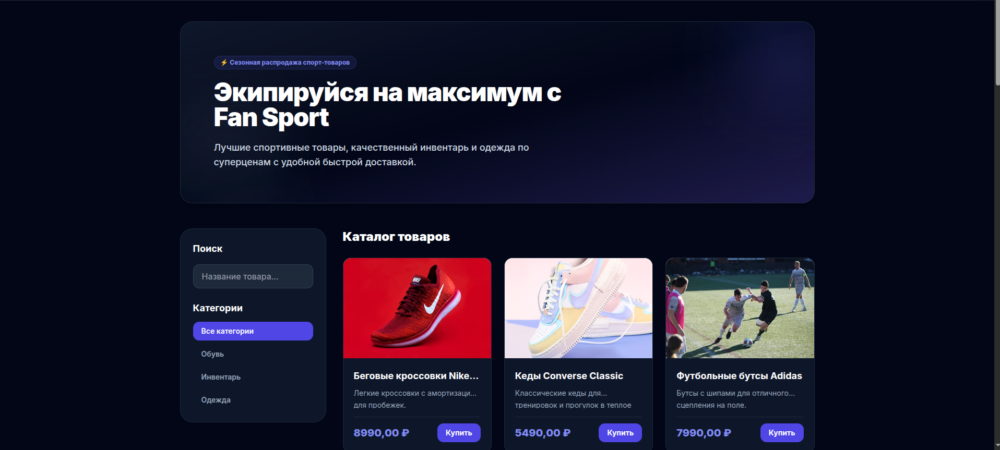 ⚡ Сезонная распродажа спорт-товаров
Экипируйся на максимум с
Fan Sport
Лучшие спортивные товары, качественный инвентарь и одежда по
суперценам с удобной быстрой доставкой.
Поиск
Название товара...
Категории
Все категории
Обувь
Инвентарь
Одежда
Каталог товаров
NIKE
Беговые кроссовки Nike...
Легкие кроссовки с амортизаци...
для пробежек.
8990,00 ₽
Купить
Кеды Converse Classic
Классические кеды для...
тренировок и прогулок в теплое
5490,00 ₽
Купить
Футбольные бутсы Adidas
Бутсы с шипами для отличного...
сцепления на поле.
7990,00 ₽
Купить